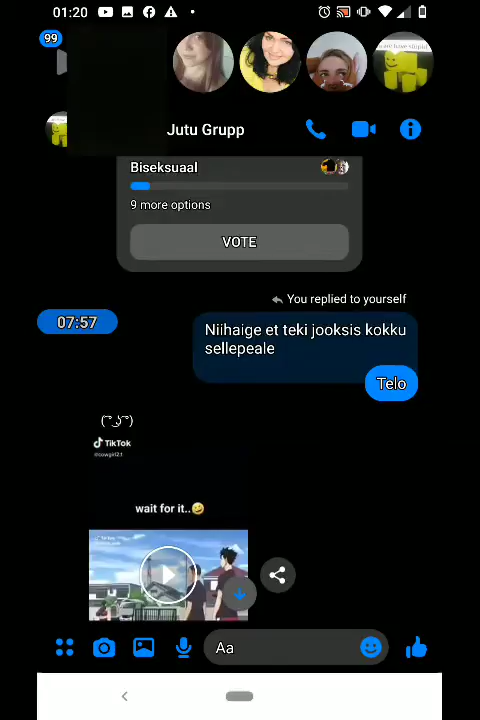 01:20
99
Jutu Grupp
Biseksuaal
9 more options
VOTE
You replied to yourself
07:57
Niihaige et teki jooksis kokku
sellepeale
Telo
( ͡° ͜ʖ ͡°)
TikTok
@cowgirl2.t
wait for it..🤣
Aa